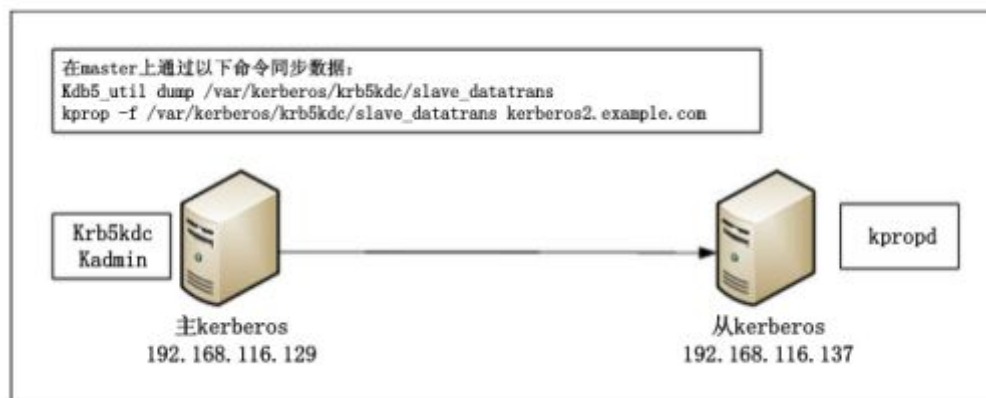 在master上通过以下命令同步数据：
Kdb5_util dump /var/kerberos/krb5kdc/slave_datatrans
kprop -f /var/kerberos/krb5kdc/slave_datatrans kerberos2.example.com
Krb5kdc
Kadmin
kpropd
主kerberos
192.168.116.129
从kerberos
192.168.116.137